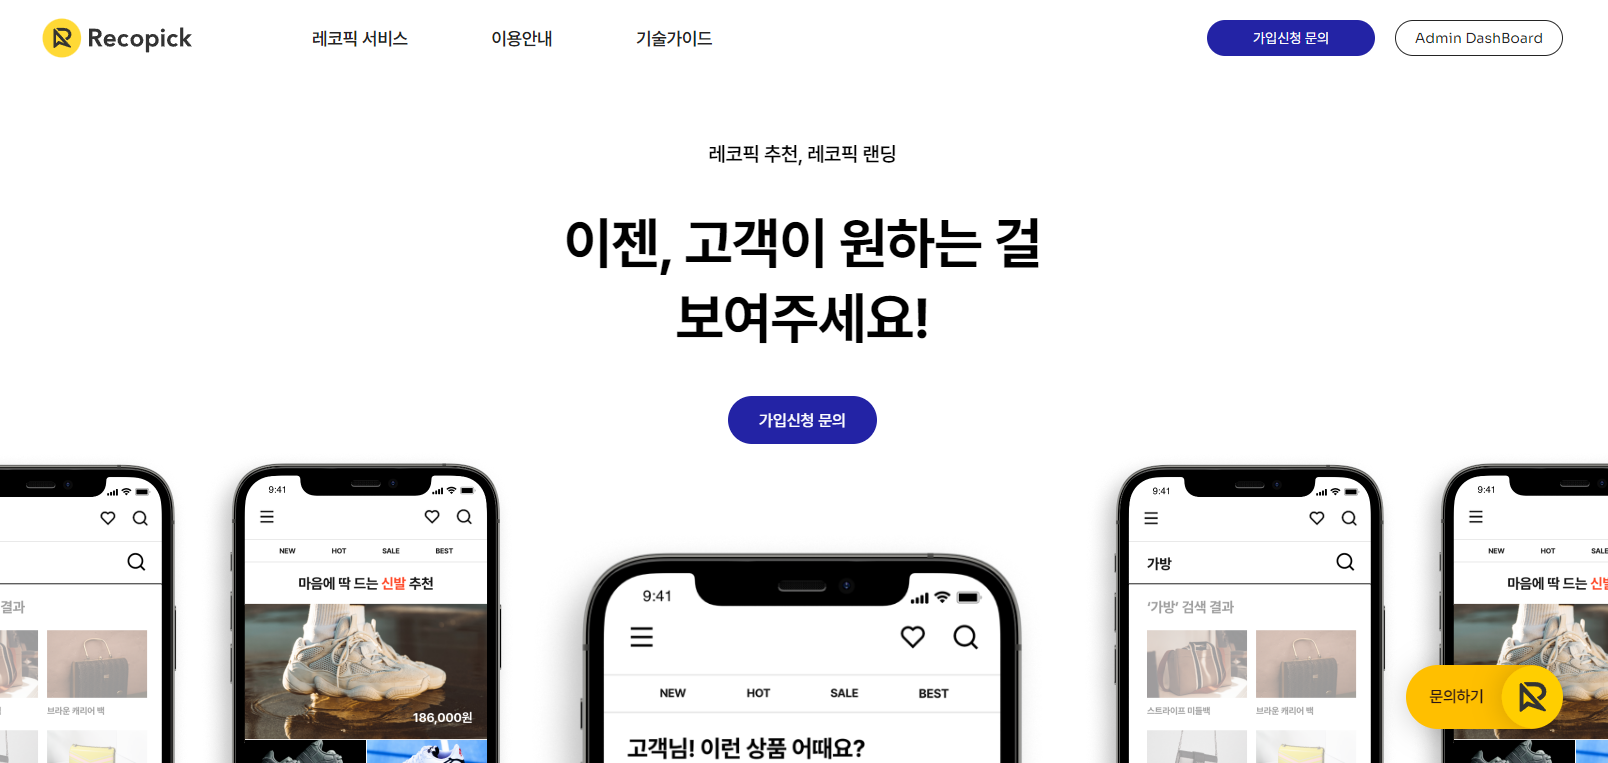 Recopick
레코픽 서비스
이용안내
기술가이드
가입신청 문의
Admin DashBoard
레코픽 추천, 레코픽 랜딩
이젠, 고객이 원하는 걸
보여주세요!
가입신청 문의
결과
브라운 캐리어 백
9:41
NEW HOT SALE BEST
마음에 딱 드는 신발 추천
186,000원
9:41
NEW HOT SALE BEST
고객님! 이런 상품 어때요?
9:41
가방
‘가방’ 검색 결과
스트라이프 미들백
브라운 캐리어 백
9:41
NEW HOT SALE
마음에 딱 드는 신발
문의하기